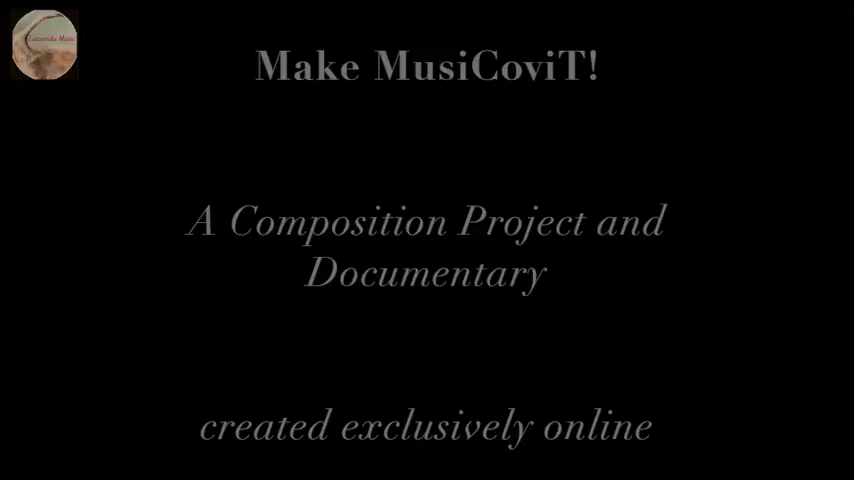 Make MusiCoviT!
A Composition Project and
Documentary
created exclusively online